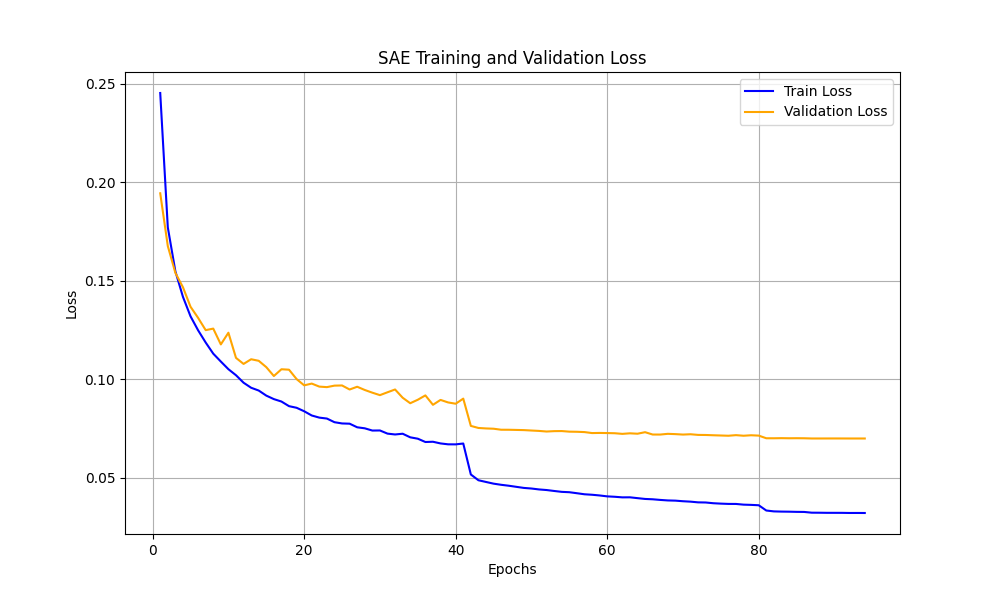 SAE Training and Validation Loss
Train Loss
Validation Loss
0.25
0.20
0.15
0.10
0.05
Loss
0
20
40
60
80
Epochs